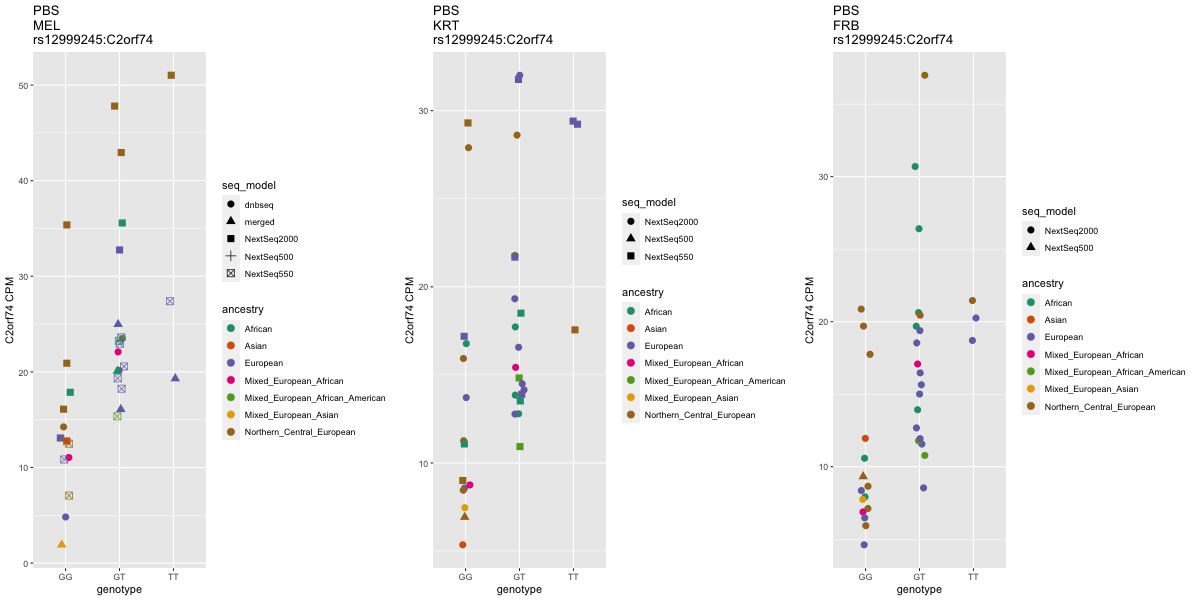 PBS
MEL
rs12999245:C2orf74
C2orf74 CPM
50
40
30
20
10
0
GG
GT
TT
genotype
seq_model
dnbseq
merged
NextSeq2000
NextSeq500
NextSeq550
ancestry
African
Asian
European
Mixed_European_African
Mixed_European_African_American
Mixed_European_Asian
Northern_Central_European
PBS
KRT
rs12999245:C2orf74
C2orf74 CPM
30
20
10
GG
GT
TT
genotype
seq_model
NextSeq2000
NextSeq500
NextSeq550
ancestry
African
Asian
European
Mixed_European_African
Mixed_European_African_American
Mixed_European_Asian
Northern_Central_European
PBS
FRB
rs12999245:C2orf74
C2orf74 CPM
30
20
10
GG
GT
TT
genotype
seq_model
NextSeq2000
NextSeq500
ancestry
African
Asian
European
Mixed_European_African
Mixed_European_African_American
Mixed_European_Asian
Northern_Central_European